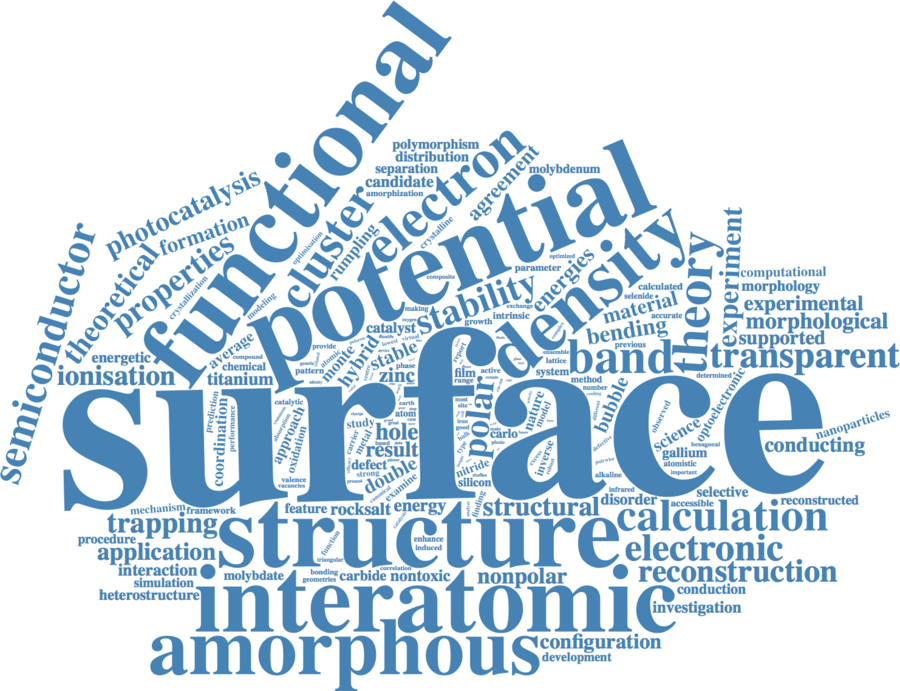 functional
polymorphism
distribution
separation
candidate
amorphization
electron
agreement
molybdenum
potential
photocatalysis
formation
cluster
rumpling
crystalline
optimisation
semiconductor
theoretical
properties
crystallization
modeling
composite
parameter
optimized
energies
density
stability
theory
experiment
computational
morphology
experimental
morphological
supported
transparent
calculated
selenide
material
accurate
bending
previous
making
exchange
intrinsic
growth
catalyst
hybrid
monte
stable
zinc
phase
provide
pattern
atomic
average
compound
chemical
titanium
energetic
ionisation
band
system
ensemble
lattice
method
number
determined
film
range
report
active
polar
surface
prediction
performance
coordination
catalytic
approach
oxidation
absorption
study
carrier
metal
atom
earth
great
hole
result
defect
double
strong
present
examine
valence
vacancies
carlo
nature
model
inverse
nitride
silicon
finding
bubble
observed
science
optoelectronic
hexagonal
gallium
atomistic
important
alkaline
nanoparticles
conducting
infrared
disorder
accessible
selective
reconstructed
mechanism
framework
feature
rocksalt
energy
structural
calculation
trapping
procedure
application
interaction
simulation
heterostructure
structure
function
triangular
enhance
induced
electronic
reconstruction
molybdate
bonding
geometries
correlation
carbide
nontoxic
nonpolar
conduction
investigation
interatomic
amorphous
configuration
development